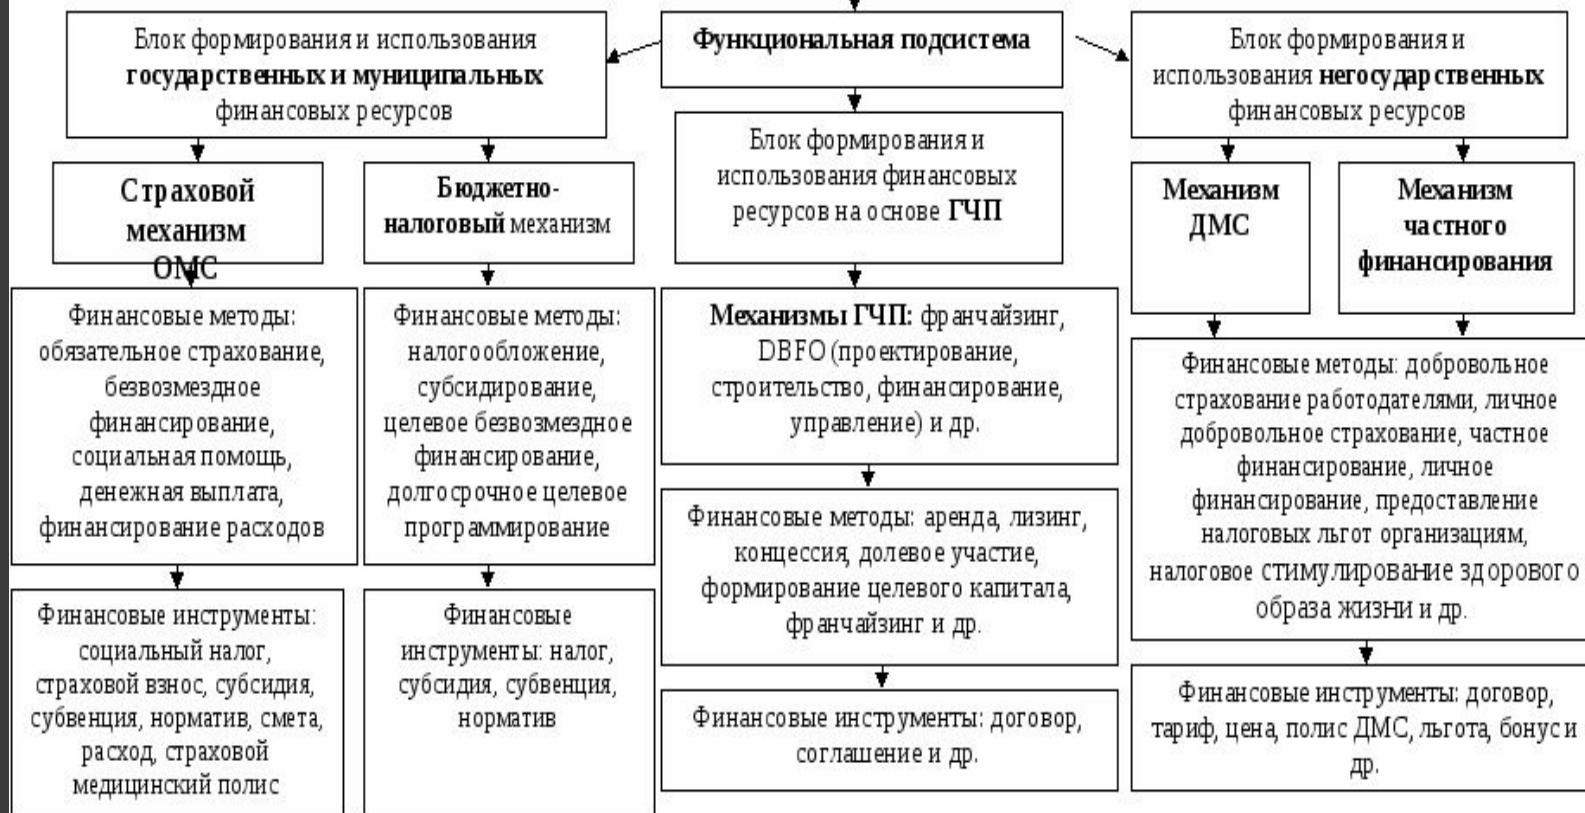 Блок формирования и использования
государственных и муниципальных
финансовых ресурсов
Функциональная подсистема
Блок формирования и
использования негосударственных
финансовых ресурсов
Страховой
механизм
ОМС
Бюджетно-
налоговый механизм
Блок формирования и
использования финансовых
ресурсов на основе ГЧП
Механизм
ДМС
Механизм
частного
финансирования
Финансовые методы:
обязательное страхование,
безвозмездное
финансирование,
социальная помощь,
денежная выплата,
финансирование расходов
Финансовые методы:
налогообложение,
субсидирование,
целевое безвозмездное
финансирование,
долгосрочное целевое
программирование
Механизмы ГЧП: франчайзинг,
DBFO (проектирование,
строительство, финансирование,
управление) и др.
Финансовые методы: добровольное
страхование работодателями, личное
добровольное страхование, частное
финансирование, личное
финансирование, предоставление
налоговых льгот организациям,
налоговое стимулирование здорового
образа жизни и др.
Финансовые методы: аренда, лизинг,
концессия, долевое участие,
формирование целевого капитала,
франчайзинг и др.
Финансовые инструменты:
социальный налог,
страховой взнос, субсидия,
субвенция, норматив, смета,
расход, страховой
медицинский полис
Финансовые
инструменты: налог,
субсидия, субвенция,
норматив
Финансовые инструменты: договор,
соглашение и др.
Финансовые инструменты: договор,
тариф, цена, полис ДМС, льгота, бонус и
др.